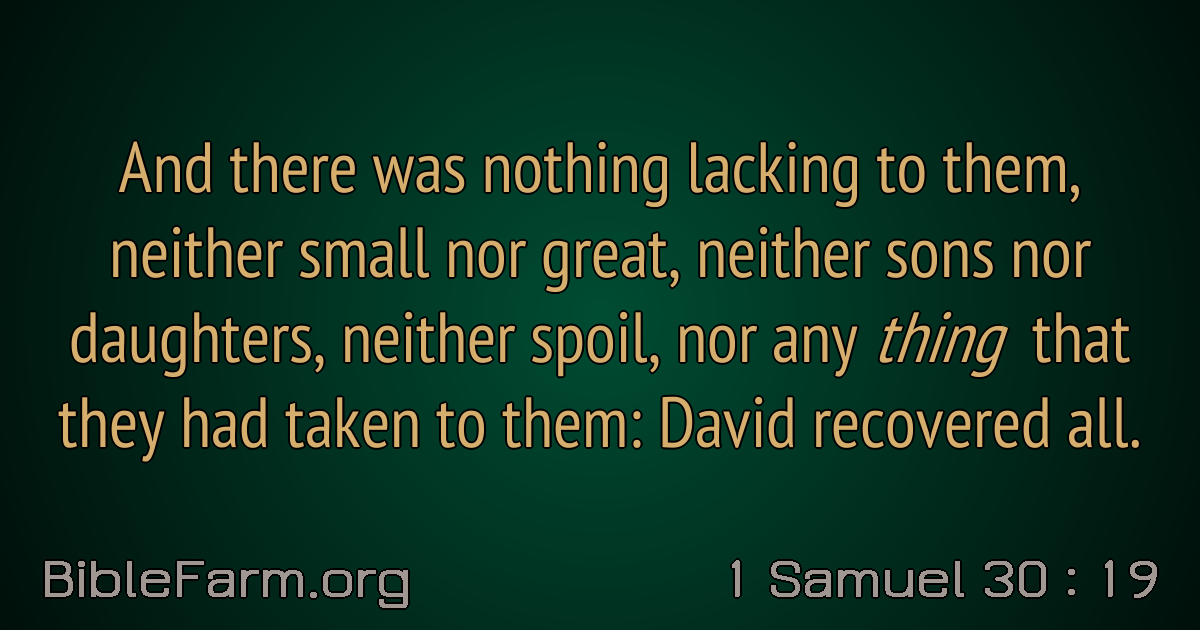 And there was nothing lacking to them,
neither small nor great, neither sons nor
daughters, neither spoil, nor any thing that
they had taken to them: David recovered all.
BibleFarm.org
1 Samuel 30 : 19